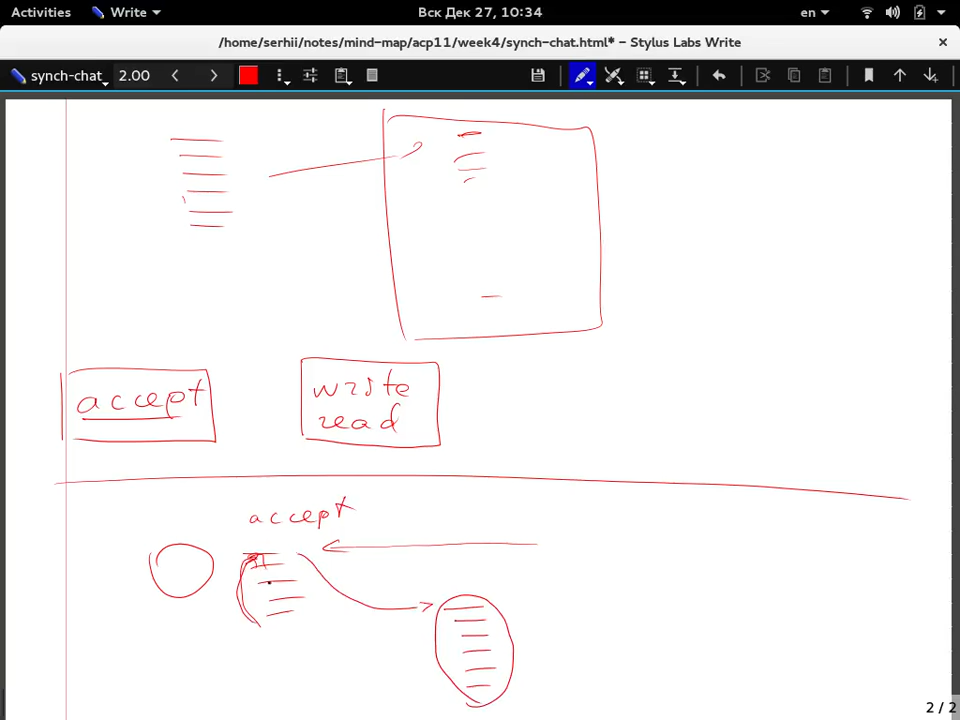 Activities Write Вск Дек 27, 10:34 en
/home/serhii/notes/mind-map/acp11/week4/synch-chat.html* – Stylus Labs Write
synch-chat 2.00
accept
write
read
accept
2 / 2